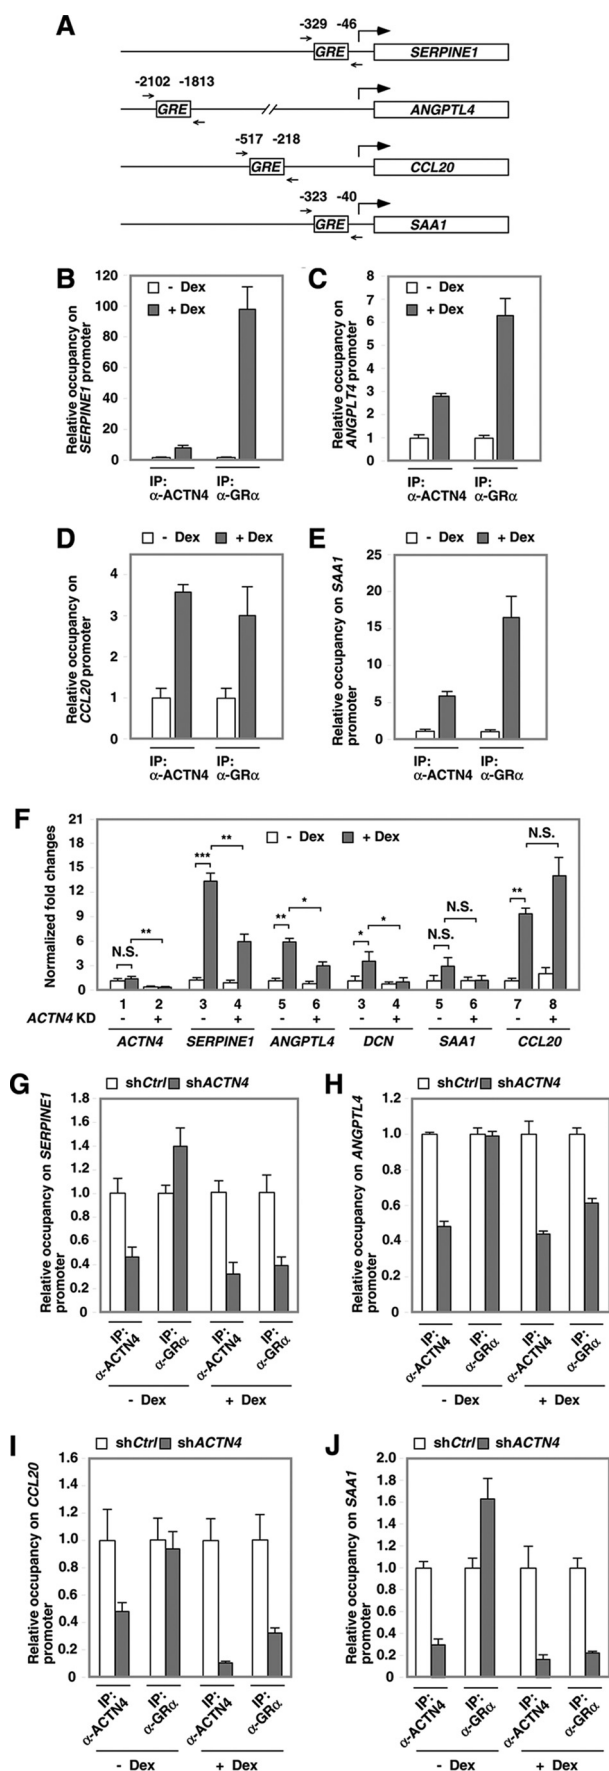 A
-329 -46
GRE
SERPINE1
-2102 -1813
GRE
ANGPTL4
-517 -218
GRE
CCL20
-323 -40
GRE
SAA1
B
Relative occupancy on
SERPINE1 promoter
120
100
80
60
40
20
0
- Dex
+ Dex
IP:
α-ACTN4
IP:
α-GRα
C
Relative occupancy on
ANGPLT4 promoter
8
7
6
5
4
3
2
1
0
- Dex
+ Dex
IP:
α-ACTN4
IP:
α-GRα
D
- Dex + Dex
Relative occupancy on
CCL20 promoter
4
3
2
1
0
IP:
α-ACTN4
IP:
α-GRα
E
- Dex + Dex
Relative occupancy on SAA1
promoter
25
20
15
10
5
0
IP:
α-ACTN4
IP:
α-GRα
F
Normalized fold changes
21
18
15
12
9
6
3
0
- Dex + Dex
N.S. **
*** **
** *
* *
N.S. N.S.
** N.S.
1 2 3 4 5 6 3 4 5 6 7 8
ACTN4 KD - + - + - + - + - + - +
ACTN4 SERPINE1 ANGPTL4 DCN SAA1 CCL20
G
shCtrl shACTN4
Relative occupancy on SERPINE1
promoter
1.8
1.6
1.4
1.2
1.0
0.8
0.6
0.4
0.2
0
IP:
α-ACTN4
IP:
α-GRα
IP:
α-ACTN4
IP:
α-GRα
- Dex + Dex
H
shCtrl shACTN4
Relative occupancy on ANGPTL4
promoter
1.2
1.0
0.8
0.6
0.4
0.2
0
IP:
α-ACTN4
IP:
α-GRα
IP:
α-ACTN4
IP:
α-GRα
- Dex + Dex
I
shCtrl shACTN4
Relative occupancy on CCL20
promoter
1.6
1.4
1.2
1.0
0.8
0.6
0.4
0.2
0
IP:
α-ACTN4
IP:
α-GRα
IP:
α-ACTN4
IP:
α-GRα
- Dex + Dex
J
shCtrl shACTN4
Relative occupancy on SAA1
promoter
2.0
1.8
1.6
1.4
1.2
1.0
0.8
0.6
0.4
0.2
0
IP:
α-ACTN4
IP:
α-GRα
IP:
α-ACTN4
IP:
α-GRα
- Dex + Dex